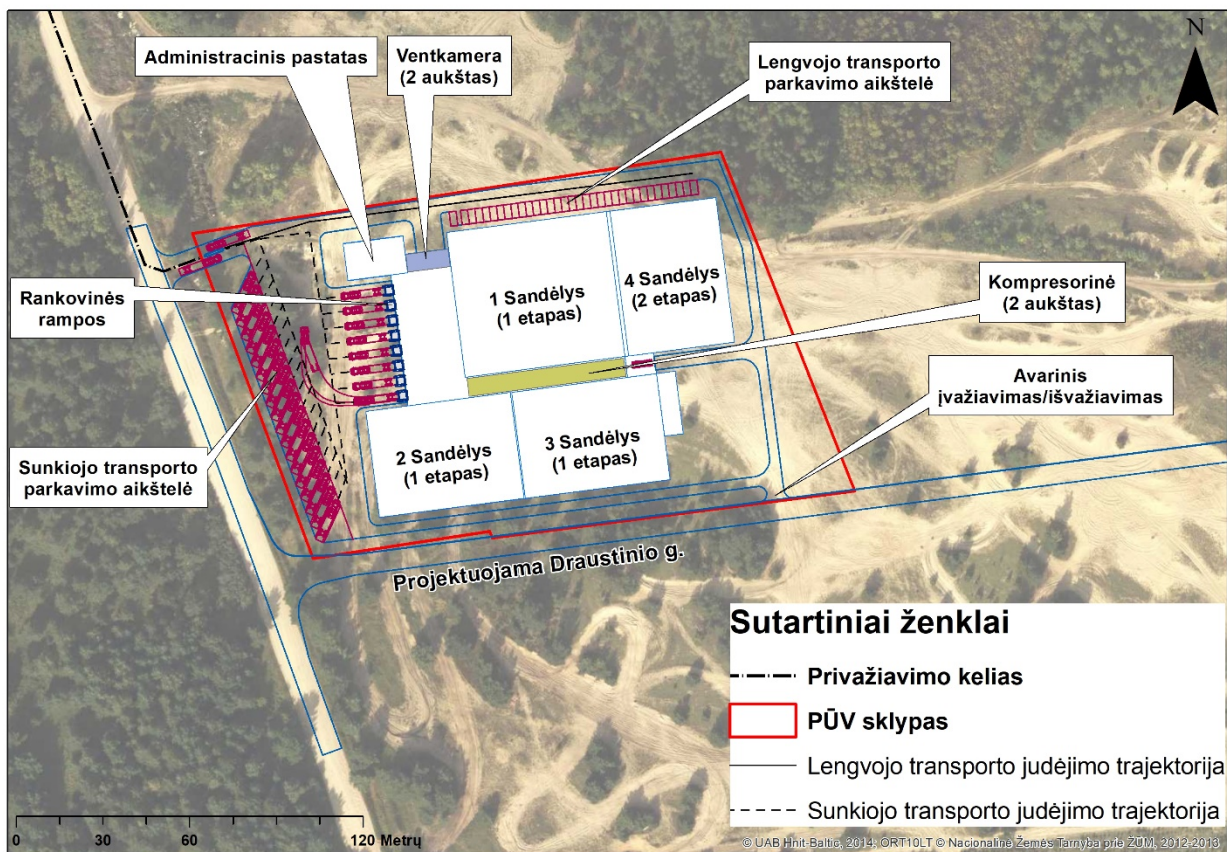 Administracinis pastatas
Ventkamera
(2 aukštas)
Lengvojo transporto
parkavimo aikštelė
N
Rankovinės
rampos
1 Sandėlys
(1 etapas)
4 Sandėlys
(2 etapas)
Kompresorinė
(2 aukštas)
Avarinis
įvažiavimas/išvažiavimas
Sunkiojo transporto
parkavimo aikštelė
2 Sandėlys
(1 etapas)
3 Sandėlys
(1 etapas)
Projektuojama Draustinio g.
Sutartiniai ženklai
Privažiavimo kelias
PŪV sklypas
Lengvojo transporto judėjimo trajektorija
Sunkiojo transporto judėjimo trajektorija
0 30 60 120 Metrų
© UAB Hnit-Baltic, 2014; ORT10LT © Nacionalinė Žemės Tarnyba prie ŽŪM, 2012-2013